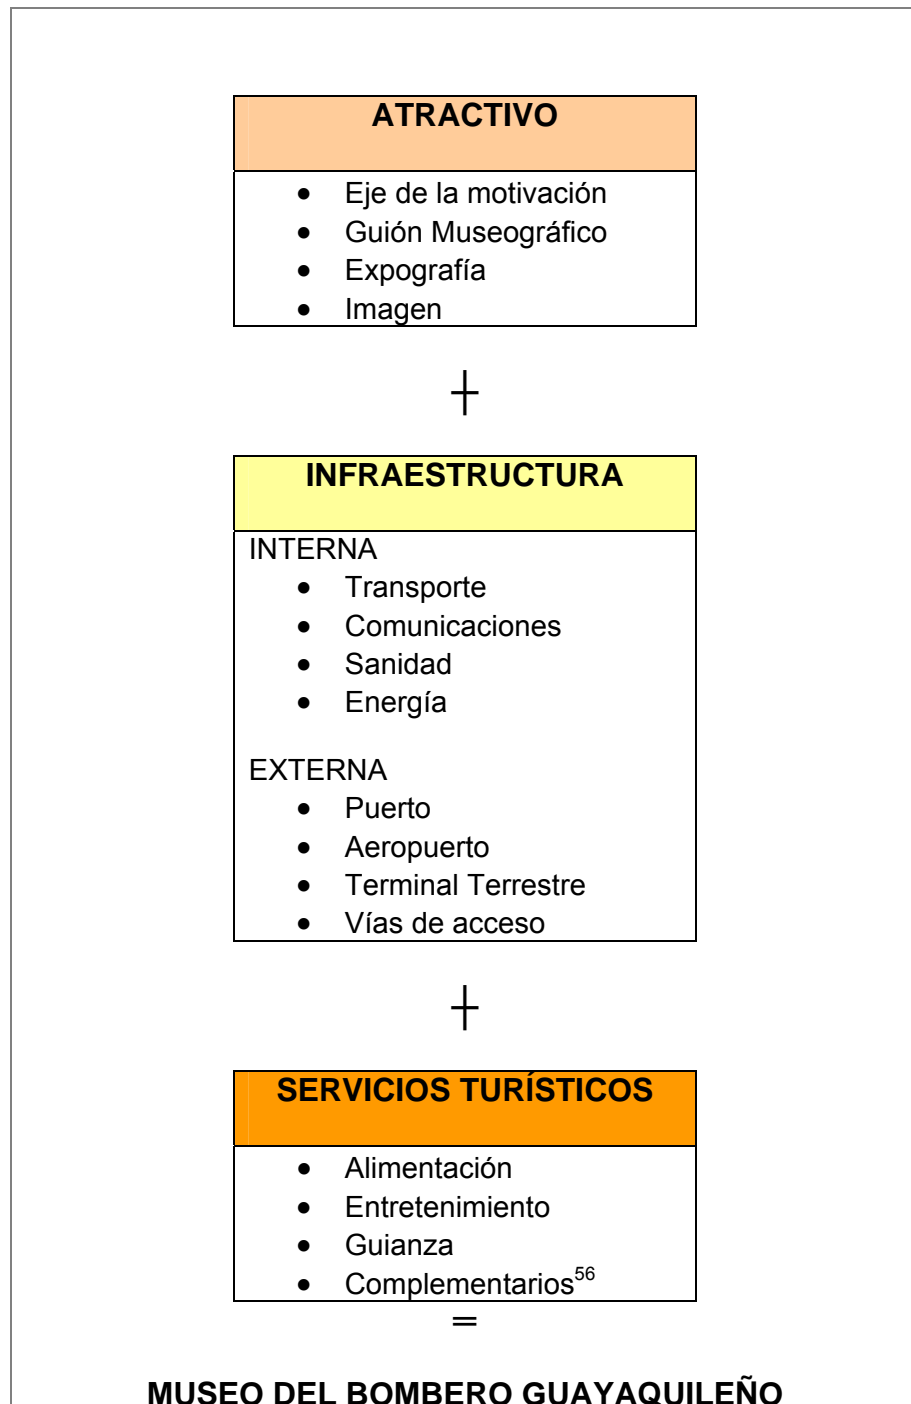 ATRACTIVO
• Eje de la motivación
• Guión Museográfico
• Expografía
• Imagen
+
INFRAESTRUCTURA
INTERNA
• Transporte
• Comunicaciones
• Sanidad
• Energía
EXTERNA
• Puerto
• Aeropuerto
• Terminal Terrestre
• Vías de acceso
+
SERVICIOS TURÍSTICOS
• Alimentación
• Entretenimiento
• Guianza
• Complementarios⁵⁶
=
MUSEO DEL BOMBERO GUAYAQUILEÑO